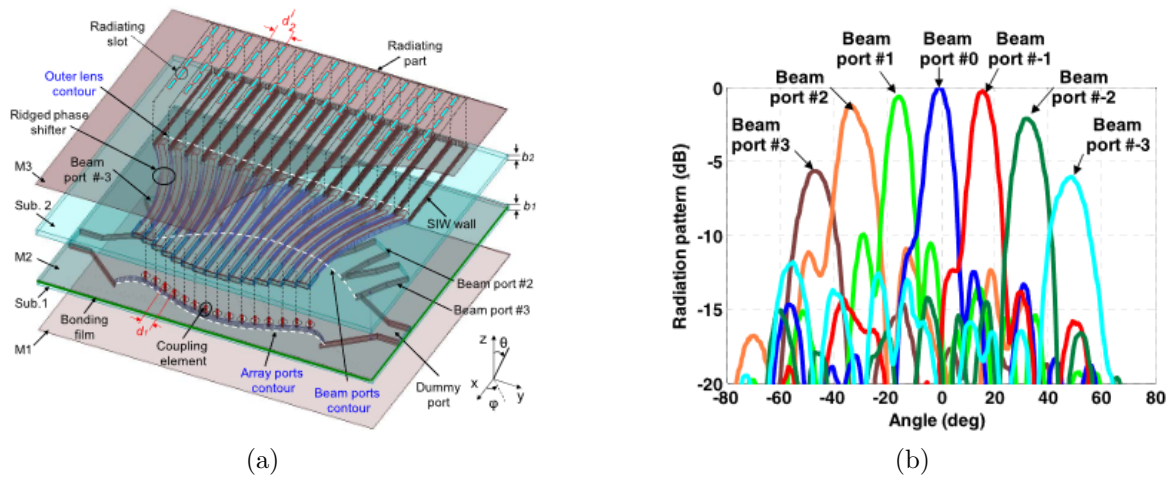 Radiating
slot
d₂ʲ
Radiating
part
Outer lens
contour
Ridged phase
shifter
M3
Beam
port #-3
b₂
b₁
SIW wall
Sub. 2
M2
Sub.1
Beam port #2
Beam port #3
Bonding
film
d₁
M1
Coupling
element
Array ports
contour
Beam ports
contour
Dummy
port
z
θ
x
y
φ
(a)
Beam
port #1
Beam
port #0
Beam
port #-1
Beam
port #2
Beam
port #-2
Beam
port #3
Beam
port #-3
Radiation pattern (dB)
0
-5
-10
-15
-20
-80
-60
-40
-20
0
20
40
60
80
Angle (deg)
(b)